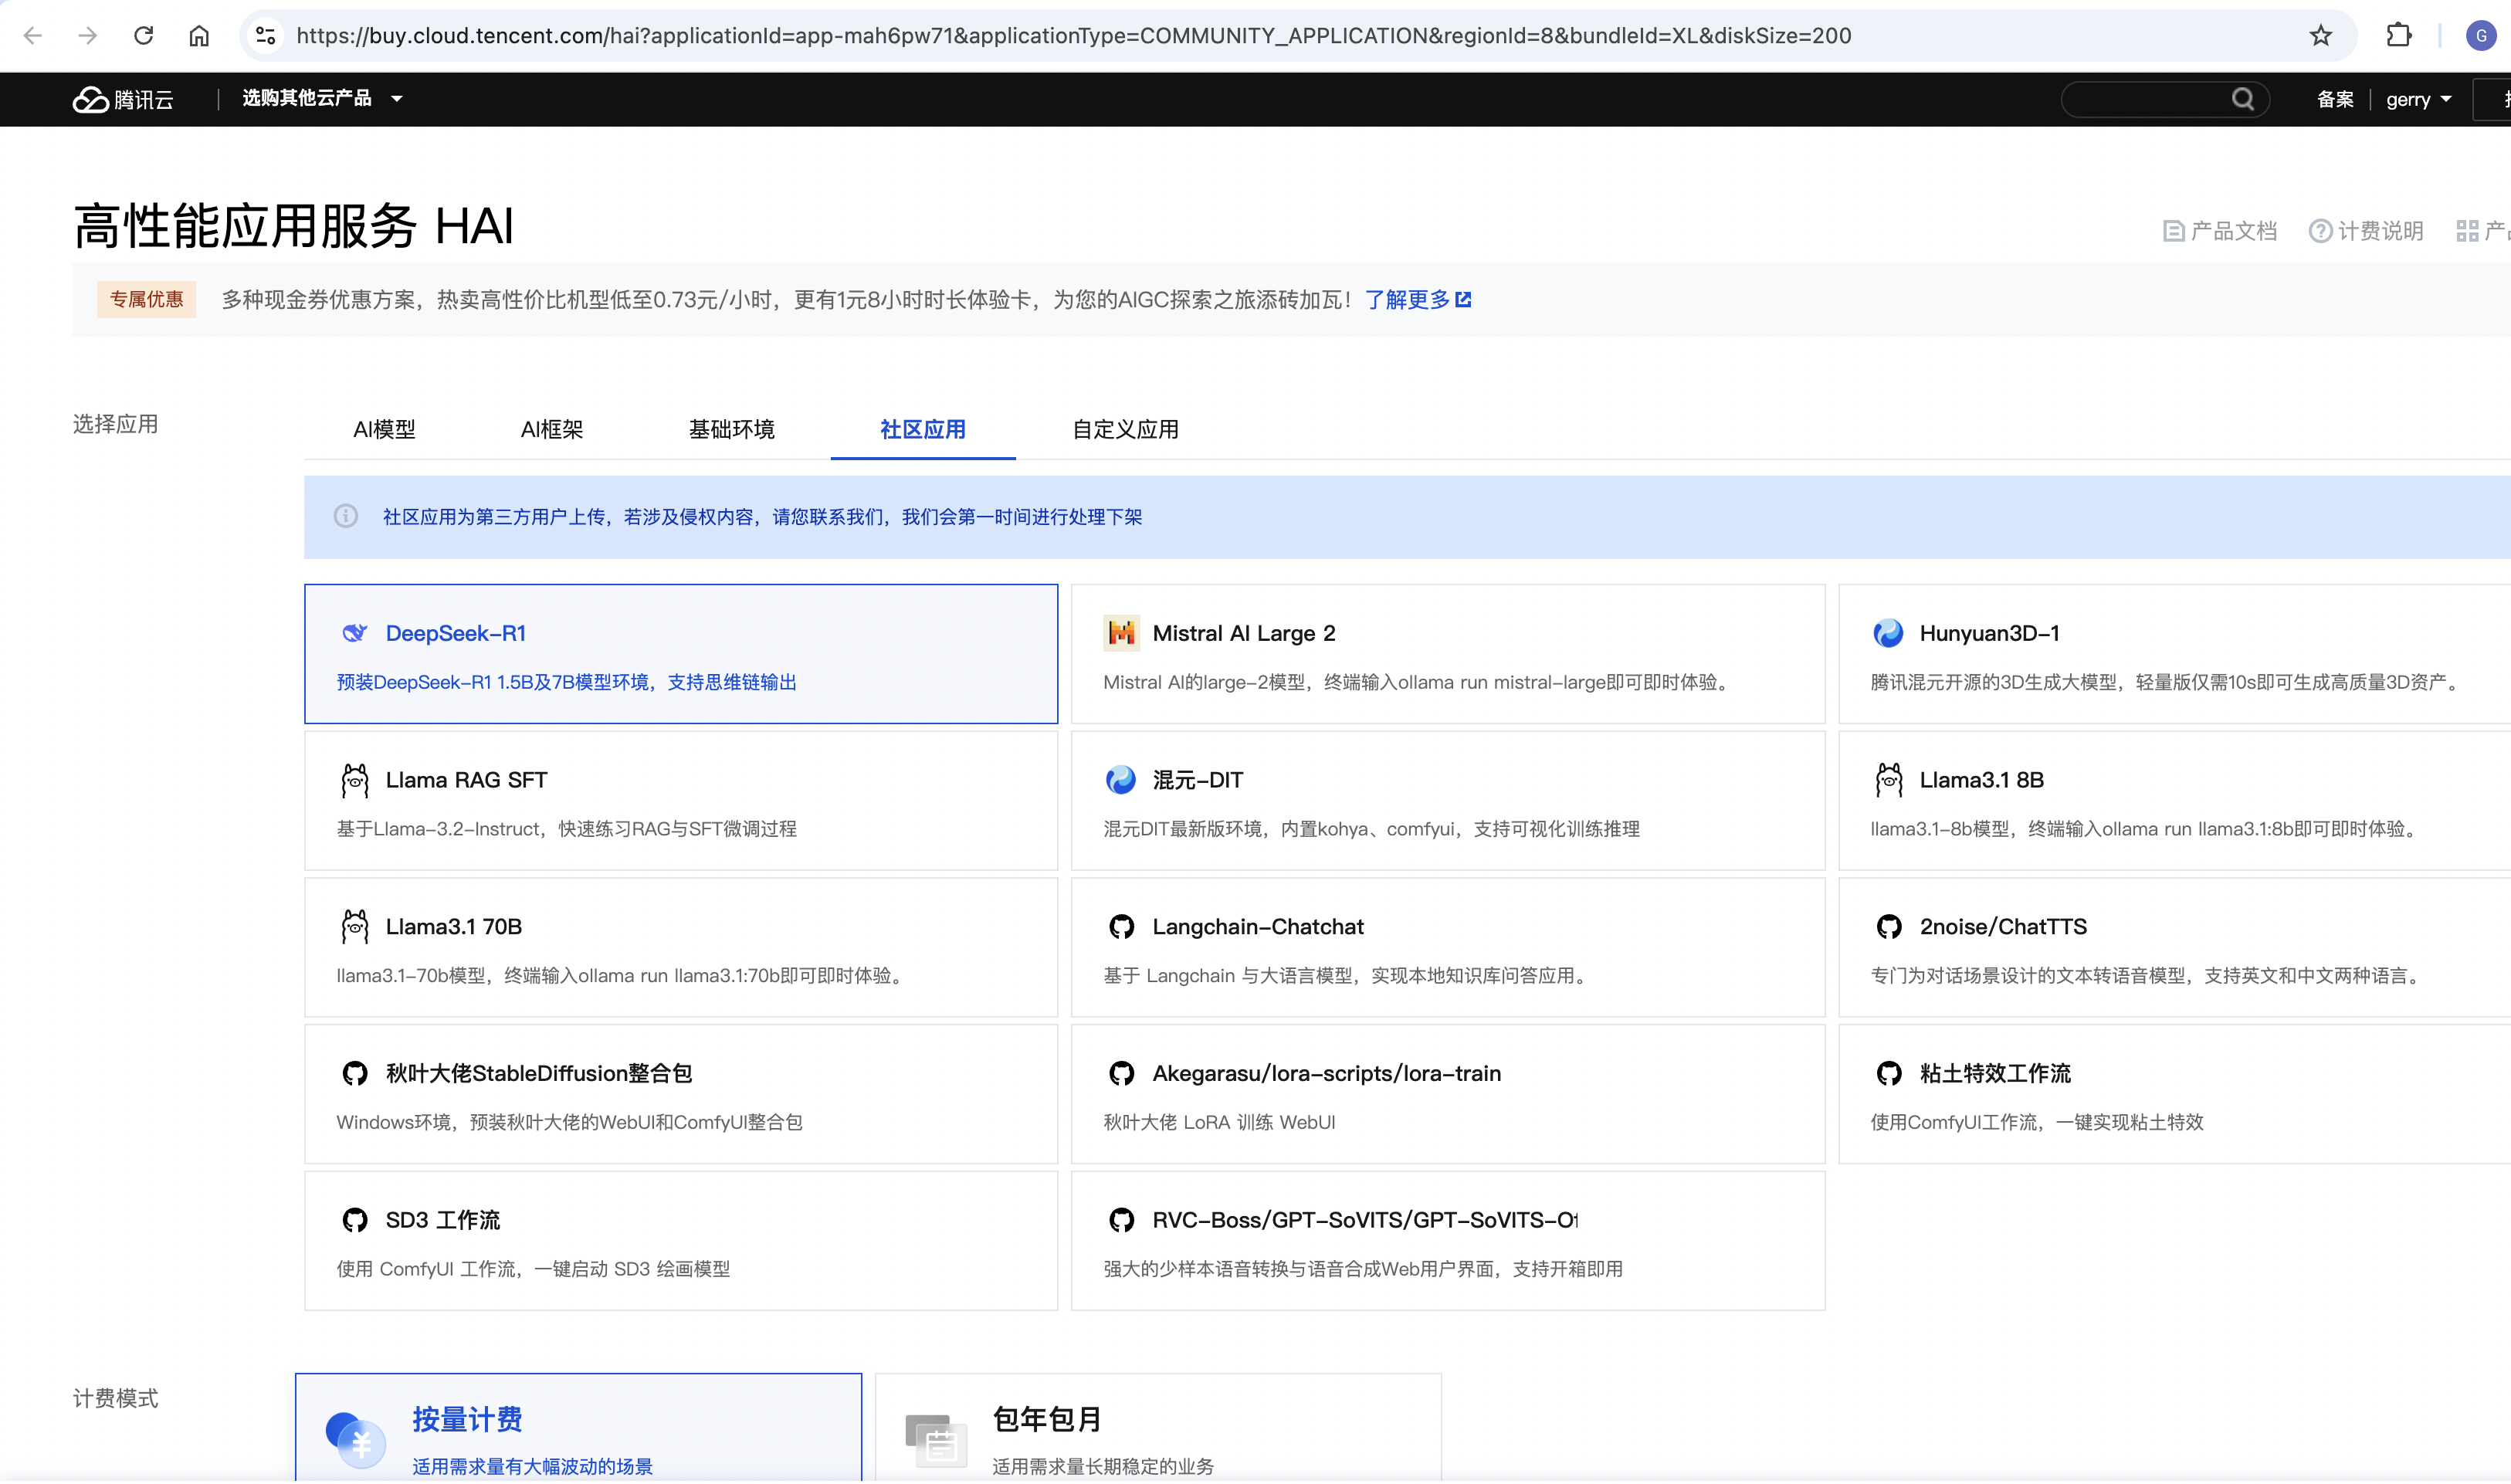 https://buy.cloud.tencent.com/hai?applicationId=app-mah6pw71&applicationType=COMMUNITY_APPLICATION&regionId=8&bundleId=XL&diskSize=200
G
腾讯云
选购其他云产品
备案
gerry
高性能应用服务 HAI
产品文档
计费说明
专属优惠
多种现金券优惠方案，热卖高性价比机型低至0.73元/小时，更有1元8小时时长体验卡，为您的AIGC探索之旅添砖加瓦！了解更多
选择应用
AI模型
AI框架
基础环境
社区应用
自定义应用
社区应用为第三方用户上传，若涉及侵权内容，请您联系我们，我们会第一时间进行处理下架
DeepSeek-R1
预装DeepSeek-R1 1.5B及7B模型环境，支持思维链输出
Mistral AI Large 2
Mistral AI的large-2模型，终端输入ollama run mistral-large即可即时体验。
Hunyuan3D-1
腾讯混元开源的3D生成大模型，轻量版仅需10s即可生成高质量3D资产。
Llama RAG SFT
基于Llama-3.2-Instruct，快速练习RAG与SFT微调过程
混元-DIT
混元DIT最新版环境，内置kohya、comfyui，支持可视化训练推理
Llama3.1 8B
llama3.1-8b模型，终端输入ollama run llama3.1:8b即可即时体验。
Llama3.1 70B
llama3.1-70b模型，终端输入ollama run llama3.1:70b即可即时体验。
Langchain-Chatchat
基于 Langchain 与大语言模型，实现本地知识库问答应用。
2noise/ChatTTS
专门为对话场景设计的文本转语音模型，支持英文和中文两种语言。
秋叶大佬StableDiffusion整合包
Windows环境，预装秋叶大佬的WebUI和ComfyUI整合包
Akegarasu/lora-scripts/lora-train
秋叶大佬 LoRA 训练 WebUI
粘土特效工作流
使用ComfyUI工作流，一键实现粘土特效
SD3 工作流
使用 ComfyUI 工作流，一键启动 SD3 绘画模型
RVC-Boss/GPT-SoVITS/GPT-SoVITS-O
强大的少样本语音转换与语音合成Web用户界面，支持开箱即用
计费模式
按量计费
适用需求量有大幅波动的场景
包年包月
适用需求量长期稳定的业务